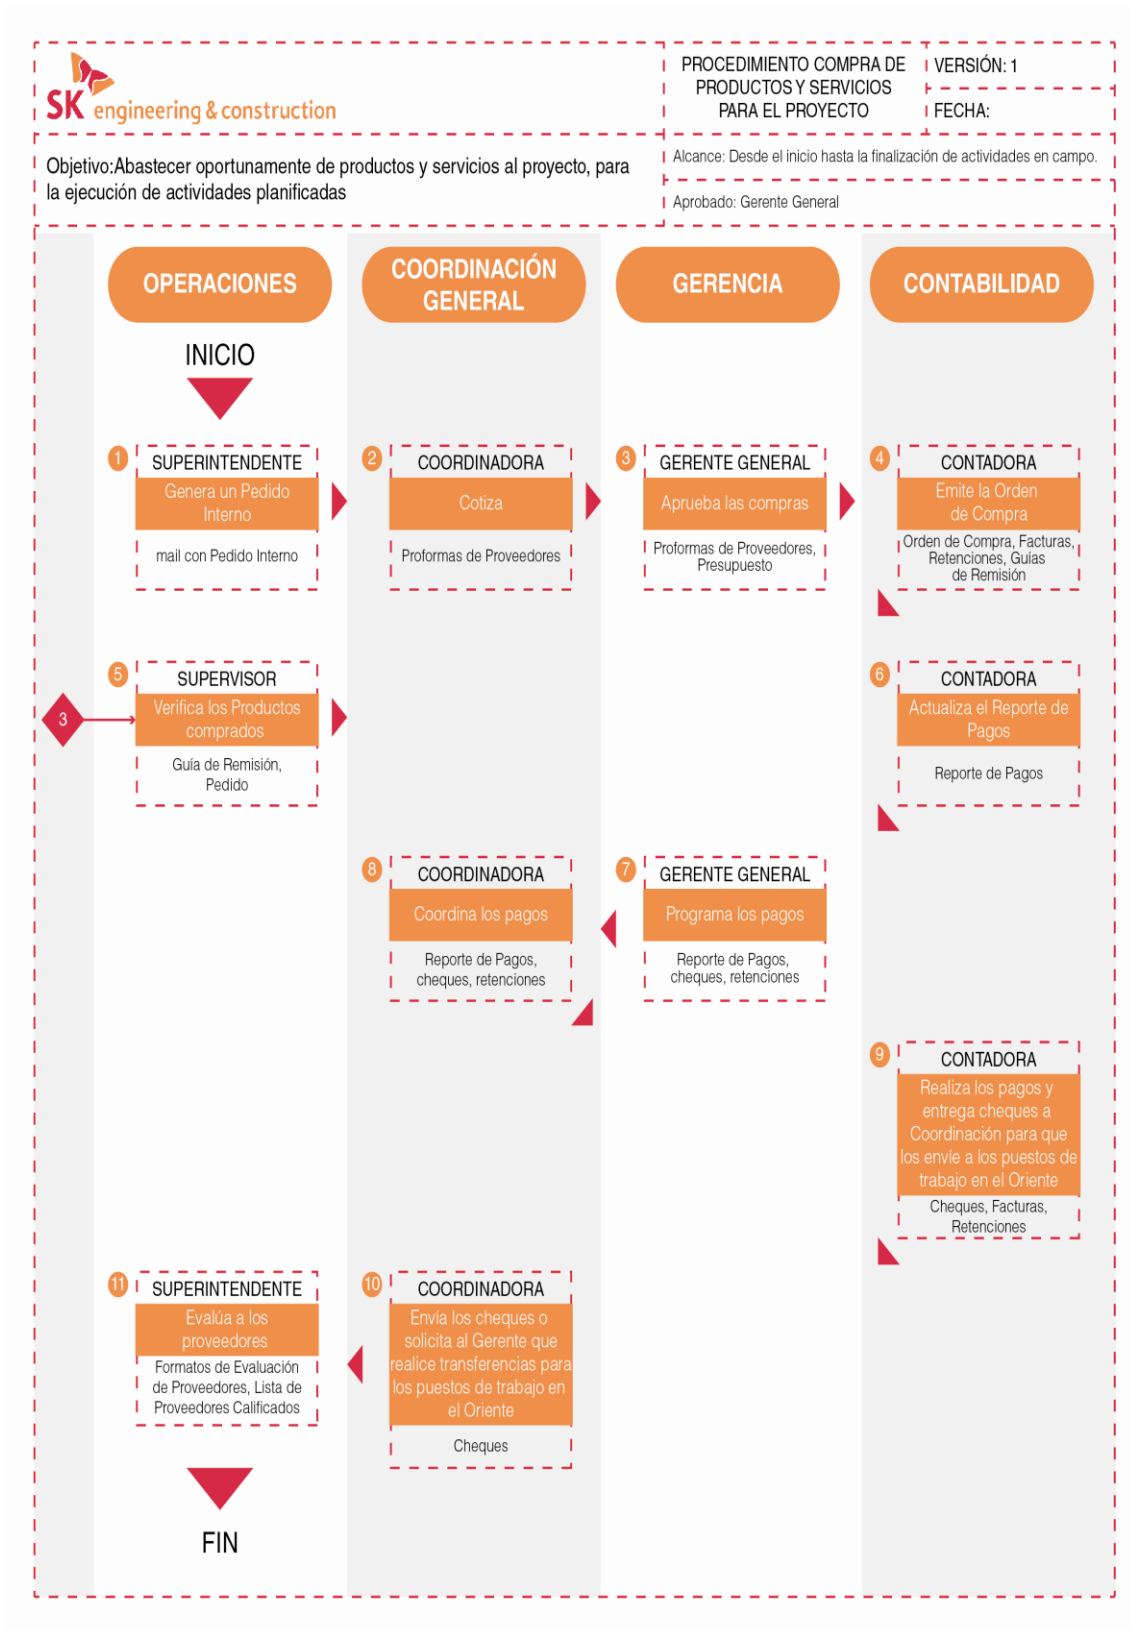 SK engineering & construction
PROCEDIMIENTO COMPRA DE
PRODUCTOS Y SERVICIOS
PARA EL PROYECTO
VERSIÓN: 1
FECHA:
Objetivo:Abastecer oportunamente de productos y servicios al proyecto, para
la ejecución de actividades planificadas
Alcance: Desde el inicio hasta la finalización de actividades en campo.
Aprobado: Gerente General
OPERACIONES
COORDINACIÓN
GENERAL
GERENCIA
CONTABILIDAD
INICIO
1
SUPERINTENDENTE
Genera un Pedido
Interno
mail con Pedido Interno
2
COORDINADORA
Cotiza
Proformas de Proveedores
3
GERENTE GENERAL
Aprueba las compras
Proformas de Proveedores,
Presupuesto
4
CONTADORA
Emite la Orden
de Compra
Orden de Compra, Facturas,
Retenciones, Guías
de Remisión
3
5
SUPERVISOR
Verifica los Productos
comprados
Guía de Remisión,
Pedido
6
CONTADORA
Actualiza el Reporte de
Pagos
Reporte de Pagos
8
COORDINADORA
Coordina los pagos
Reporte de Pagos,
cheques, retenciones
7
GERENTE GENERAL
Programa los pagos
Reporte de Pagos,
cheques, retenciones
9
CONTADORA
Realiza los pagos y
entrega cheques a
Coordinación para que
los envíe a los puestos de
trabajo en el Oriente
Cheques, Facturas,
Retenciones
11
SUPERINTENDENTE
Evalúa a los
proveedores
Formatos de Evaluación
de Proveedores, Lista de
Proveedores Calificados
10
COORDINADORA
Envía los cheques o
solicita al Gerente que
realice transferencias para
los puestos de trabajo en
el Oriente
Cheques
FIN